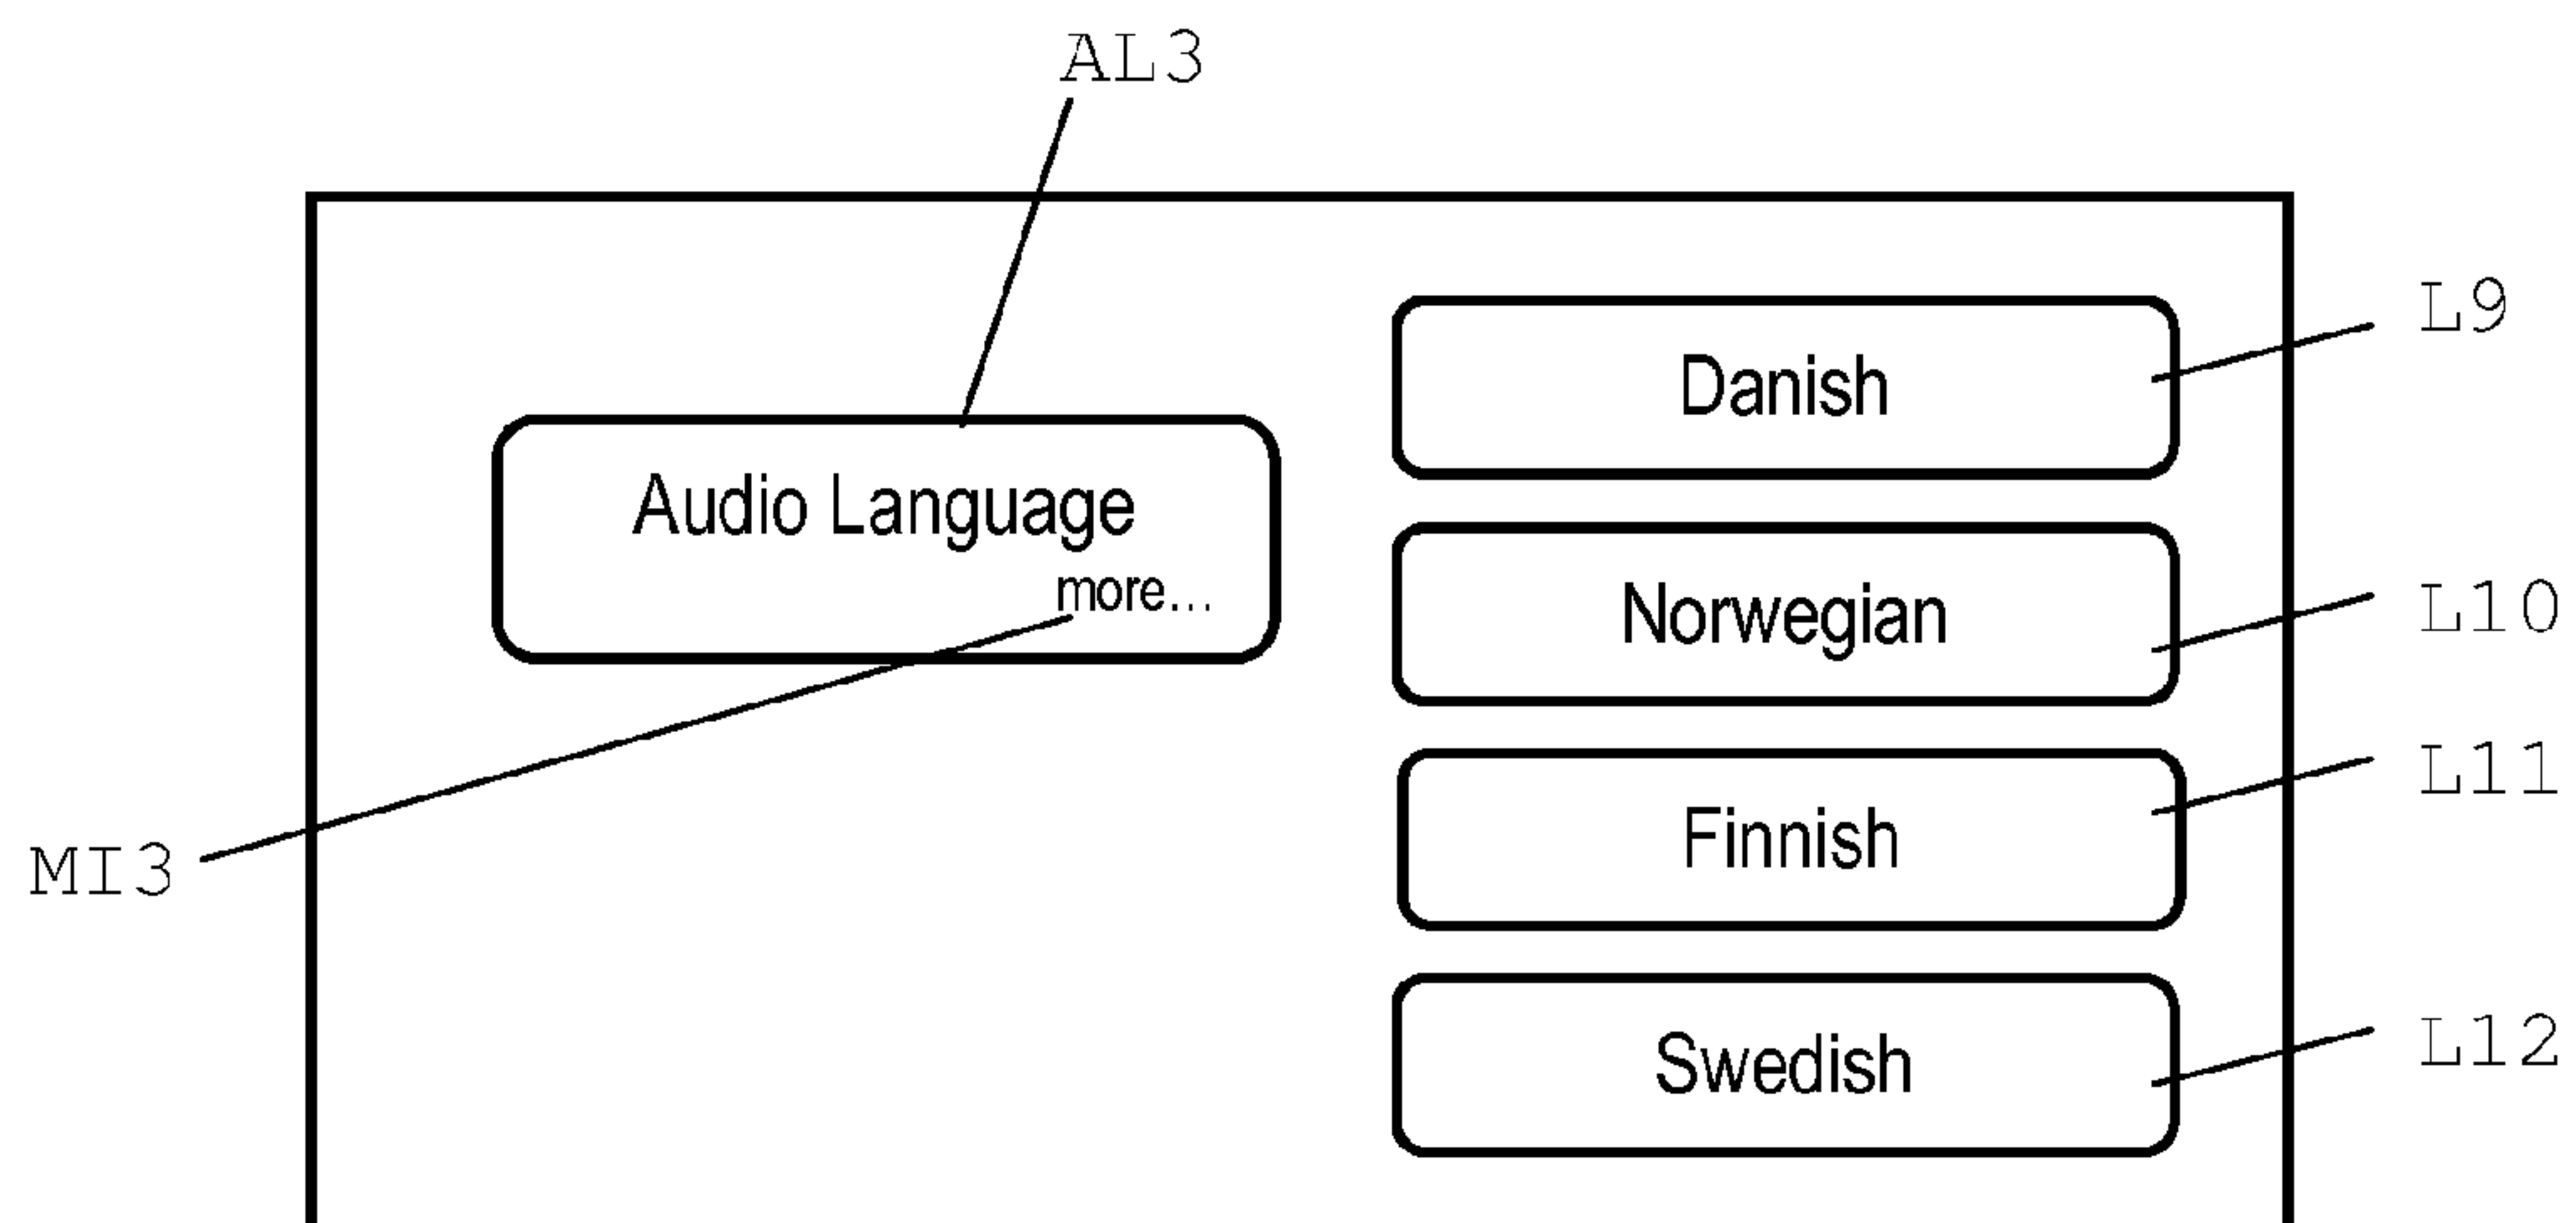 AL3
L9
Danish
Audio Language
more...
Norwegian
L10
L11
Finnish
MI3
L12
Swedish